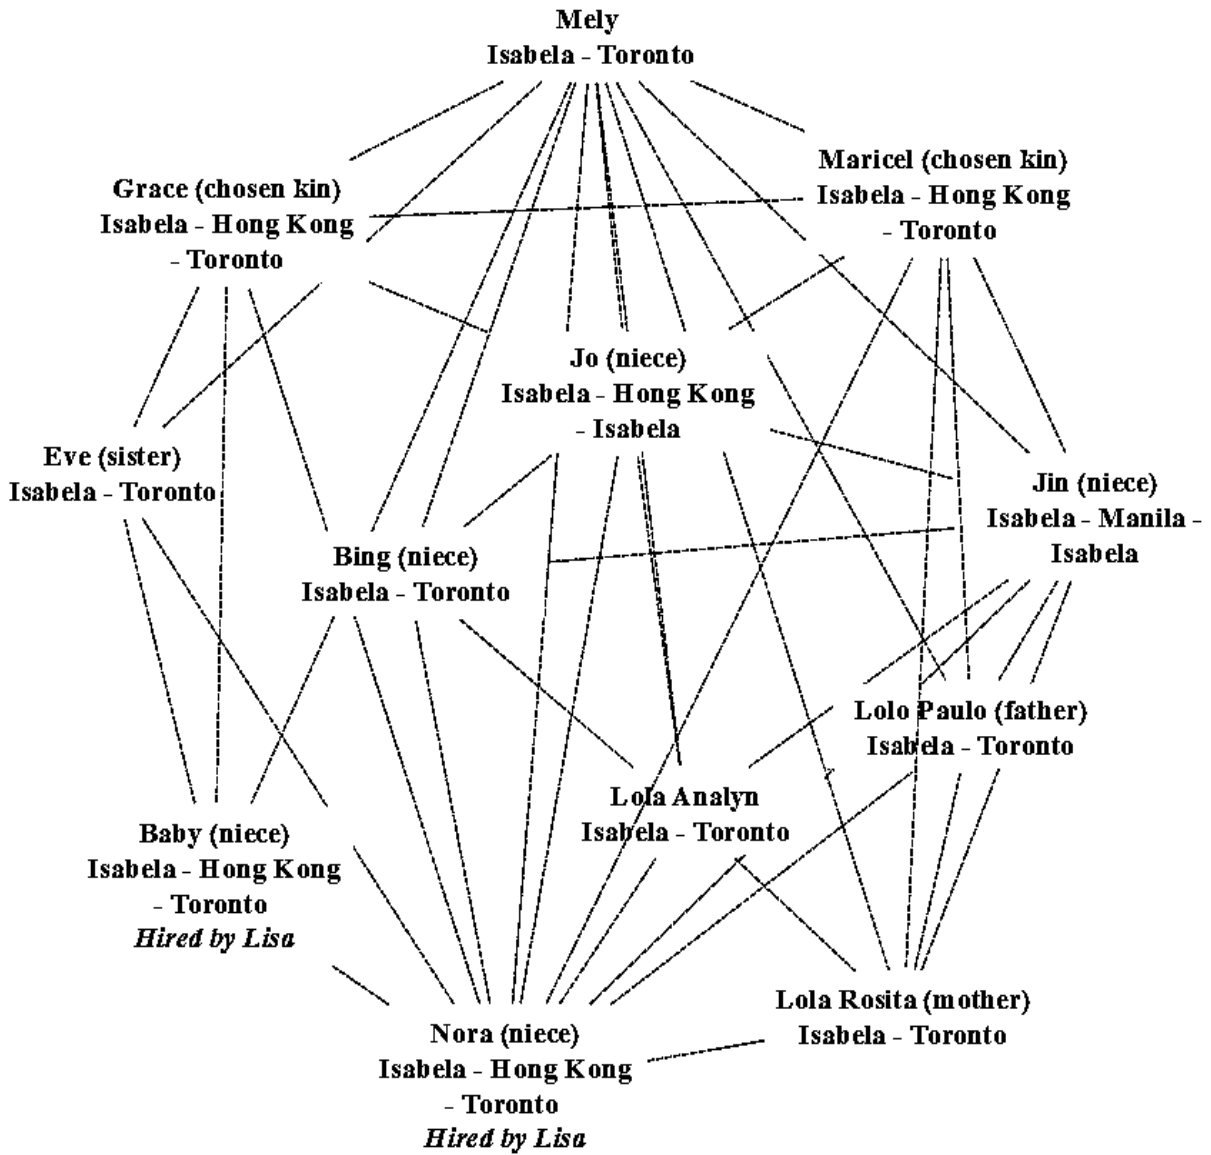 Mely
Isabela - Toronto
Maricel (chosen kin)
Isabela - Hong Kong
- Toronto
Grace (chosen kin)
Isabela - Hong Kong
- Toronto
Jo (niece)
Isabela - Hong Kong
- Isabela
Eve (sister)
Isabela - Toronto
Jin (niece)
Isabela - Manila -
Isabela
Bing (niece)
Isabela - Toronto
Lolo Paulo (father)
Isabela - Toronto
Lola Analyn
Isabela - Toronto
Baby (niece)
Isabela - Hong Kong
- Toronto
Hired by Lisa
Lola Rosita (mother)
Isabela - Toronto
Nora (niece)
Isabela - Hong Kong
- Toronto
Hired by Lisa